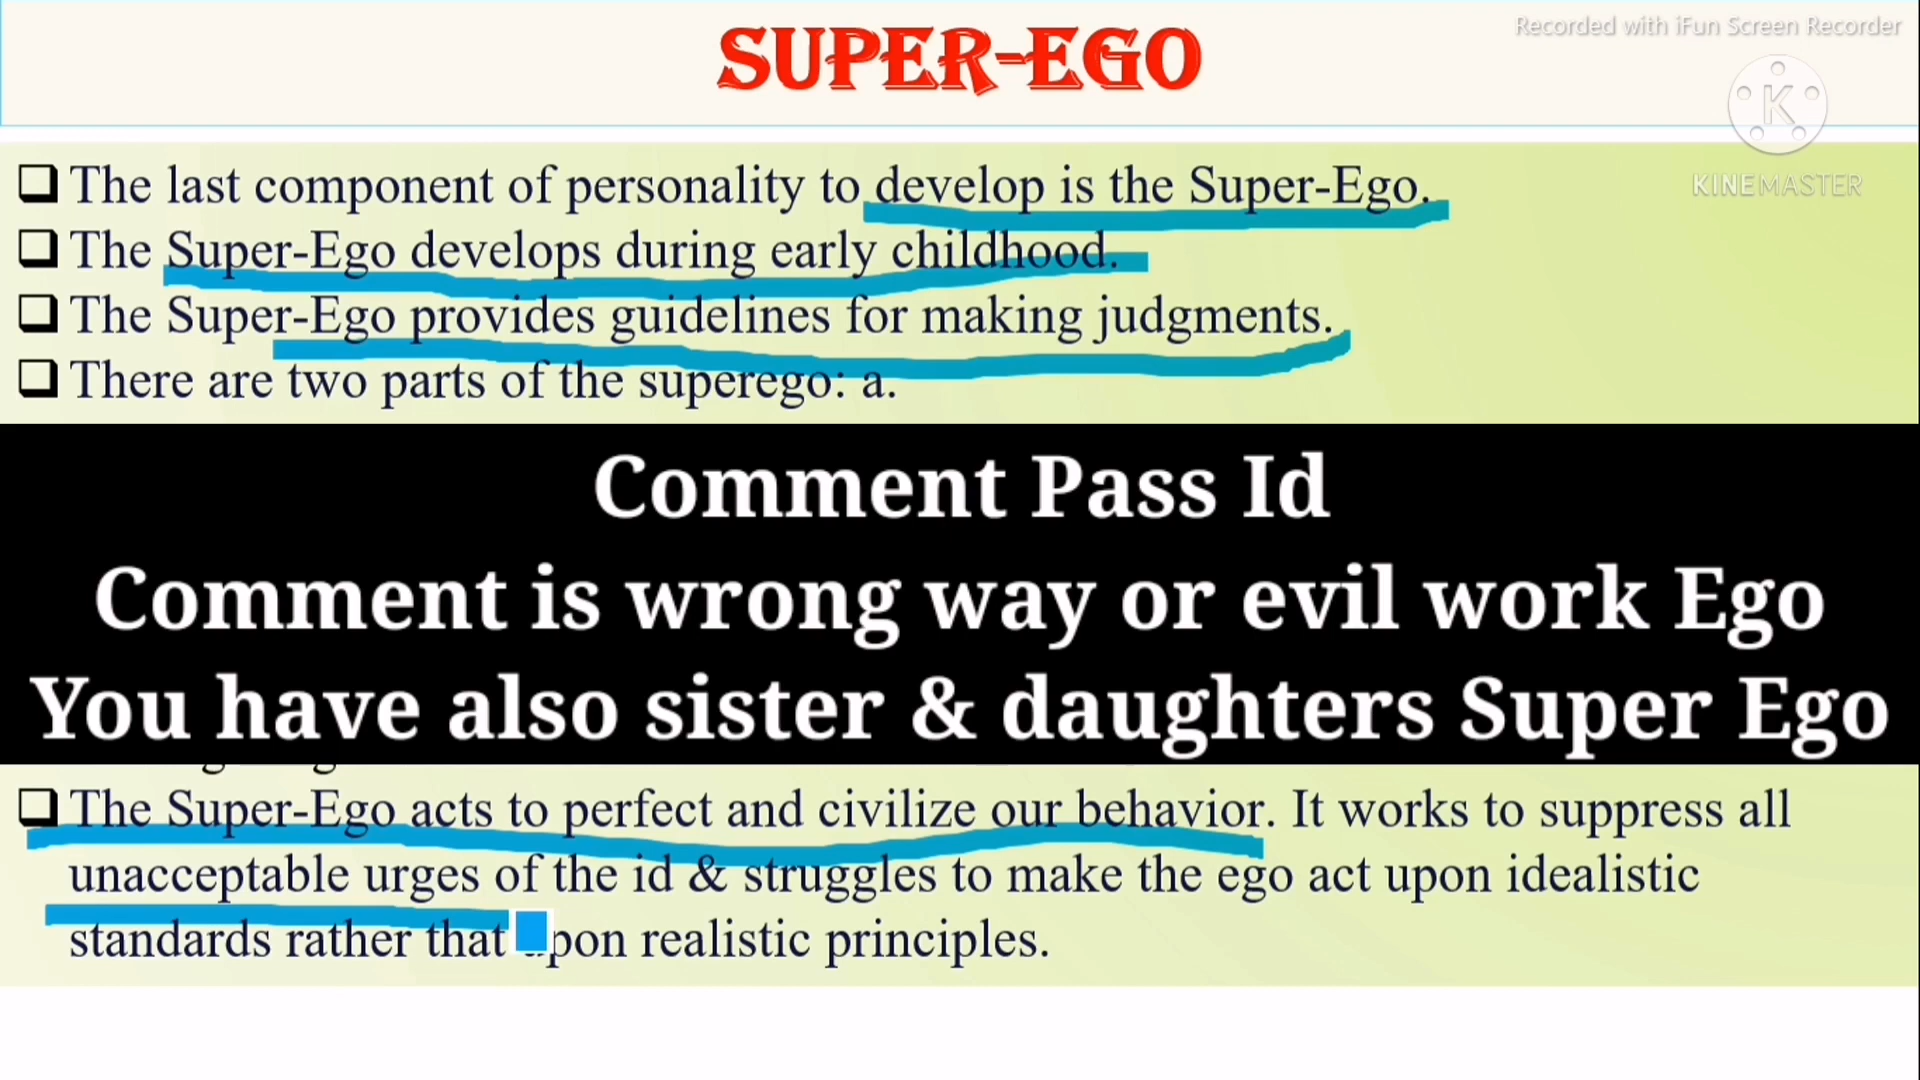 SUPER-EGO
Recorded with iFun Screen Recorder
K
KINEMASTER
The last component of personality to develop is the Super-Ego.
The Super-Ego develops during early childhood.
The Super-Ego provides guidelines for making judgments.
There are two parts of the superego: a.
Comment Pass Id
Comment is wrong way or evil work Ego
You have also sister & daughters Super Ego
The Super-Ego acts to perfect and civilize our behavior. It works to suppress all
unacceptable urges of the id & struggles to make the ego act upon idealistic
standards rather that upon realistic principles.